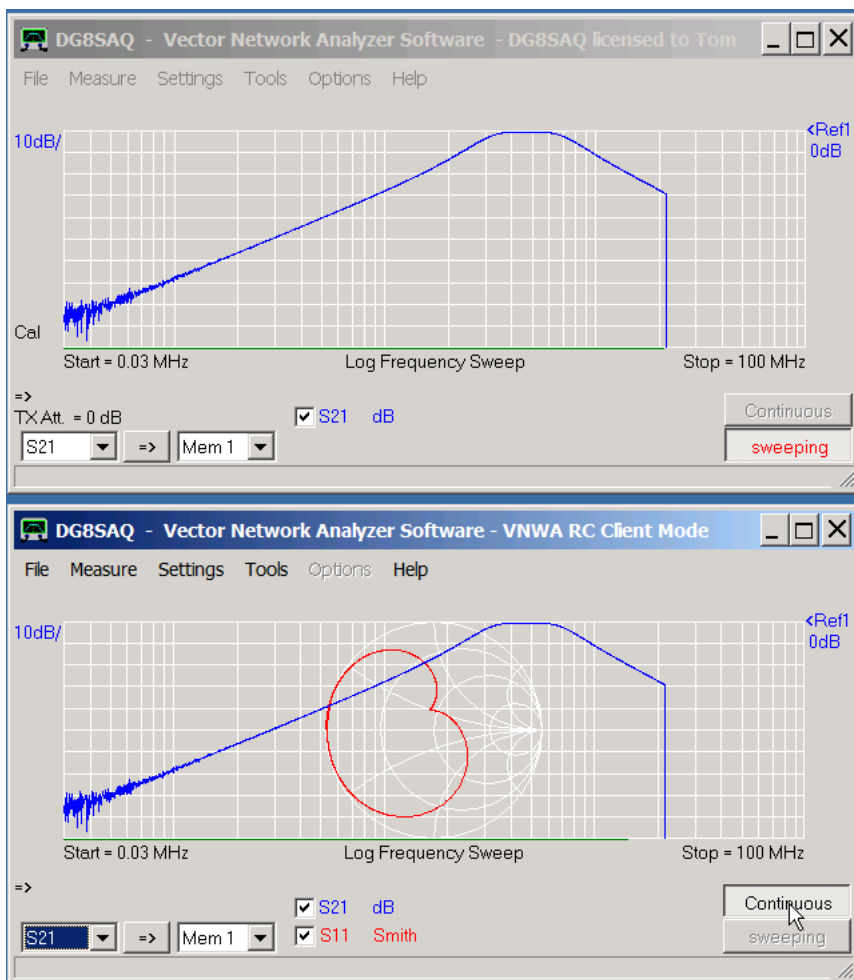 DG8SAQ - Vector Network Analyzer Software - DG8SAQ licensed to Tom
File Measure Settings Tools Options Help
10dB/
<Ref1
0dB
Cal
Start = 0.03 MHz
Log Frequency Sweep
Stop = 100 MHz
=>
TX Att. = 0 dB
S21 dB
Continuous
S21
=>
Mem 1
sweeping
DG8SAQ - Vector Network Analyzer Software - VNWA RC Client Mode
File Measure Settings Tools Options Help
10dB/
<Ref1
0dB
Start = 0.03 MHz
Log Frequency Sweep
Stop = 100 MHz
=>
S21 dB
Continuous
S21
=>
Mem 1
S11 Smith
sweeping